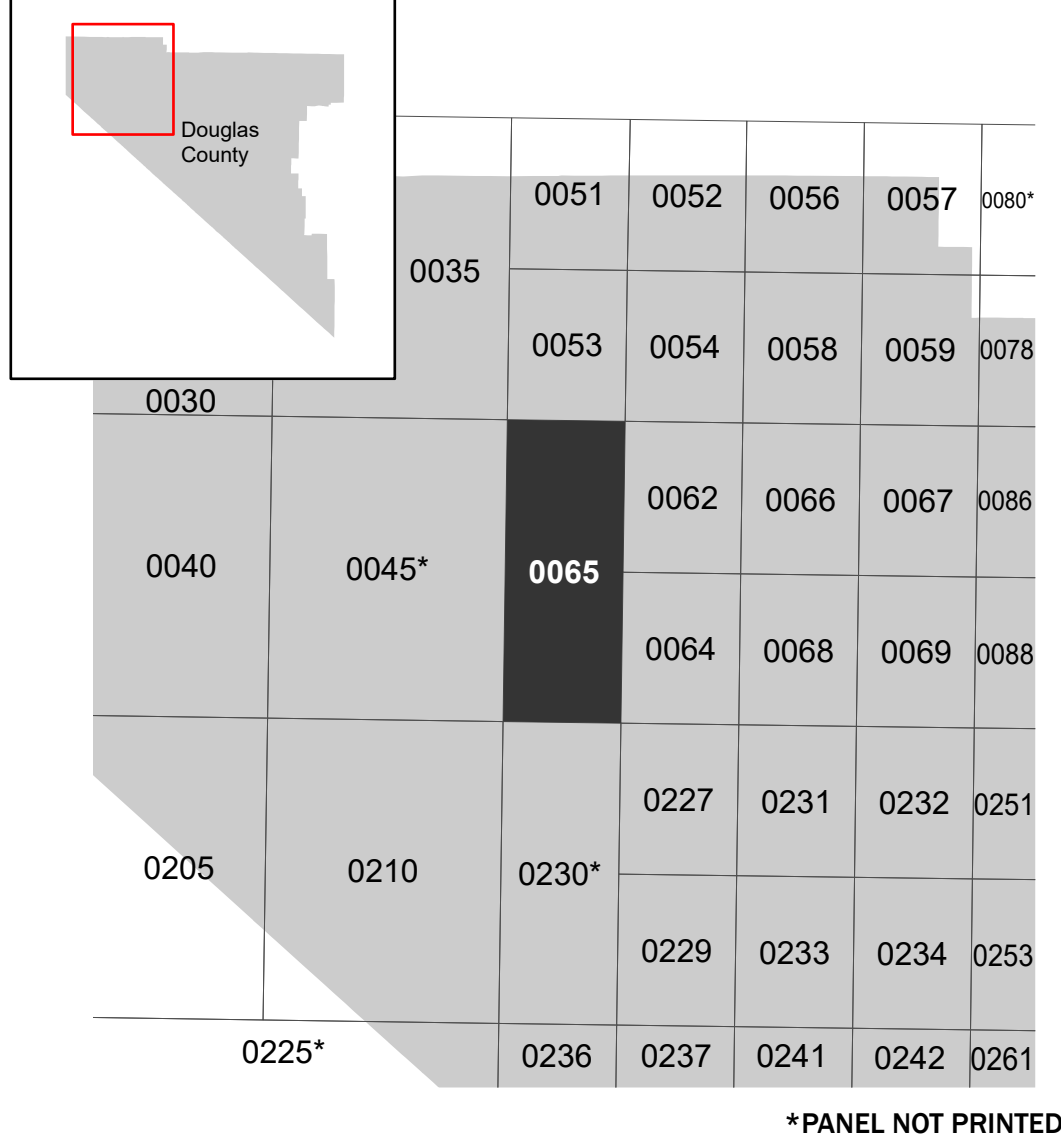 Douglas
County
0051 0052 0056 0057 0080*
0035
0053 0054 0058 0059 0078
0030
0062 0066 0067 0086
0040 0045* 0065
0064 0068 0069 0088
0227 0231 0232 0251
0205 0210 0230*
0229 0233 0234 0253
0225* 0236 0237 0241 0242 0261
*PANEL NOT PRINTED